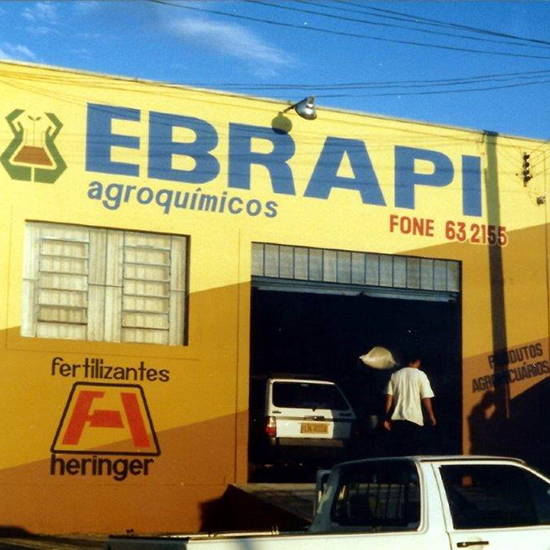 EBRAPI
agroquímicos
FONE 63.2155
fertilizantes
heringer
PRODUTOS
AGROPECUÁRIOS